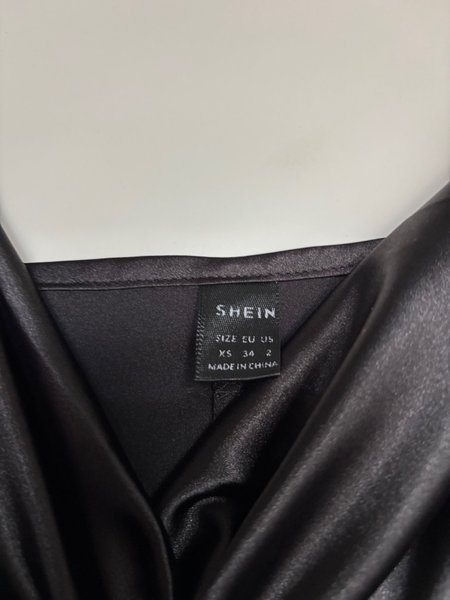 SHEIN
SIZE EU US
XS 34 2
MADE IN CHINA